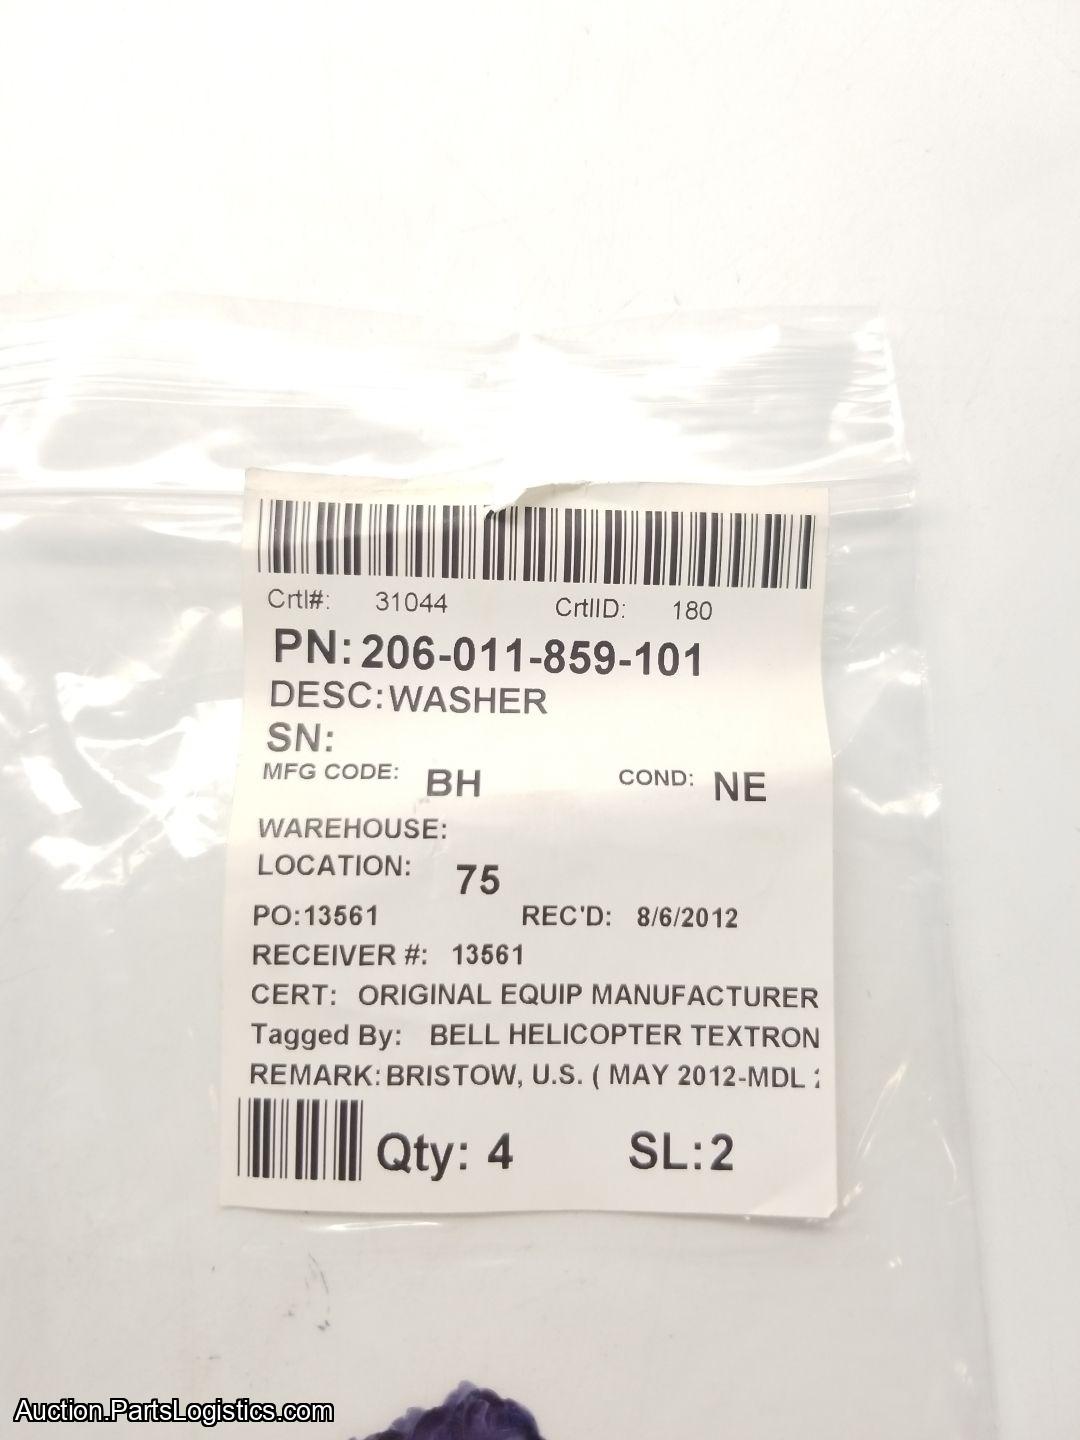 Crtl#: 31044 CrtlID: 180
PN: 206-011-859-101
DESC: WASHER
SN:
MFG CODE: BH COND: NE
WAREHOUSE:
LOCATION: 75
PO:13561 REC'D: 8/6/2012
RECEIVER #: 13561
CERT: ORIGINAL EQUIP MANUFACTURER
Tagged By: BELL HELICOPTER TEXTRON
REMARK: BRISTOW, U.S. ( MAY 2012-MDL
Qty: 4 SL: 2
Auction.PartsLogistics.com